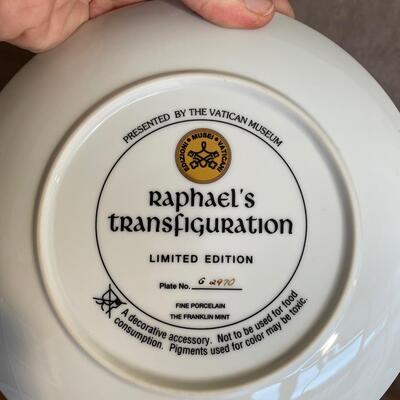 PRESENTED BY THE VATICAN MUSEUM
EDIZIONI • MUSEI • VATICANI
Raphael's
Transfiguration
LIMITED EDITION
Plate No. G 2970
FINE PORCELAIN
THE FRANKLIN MINT
A decorative accessory. Not to be used for food
consumption. Pigments used for color may be toxic.